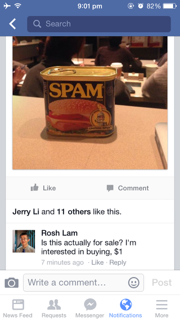 9:01 pm
82%
Search
SPAM
Like
Comment
Jerry Li and 11 others like this.
Rosh Lam
Is this actually for sale? I'm
interested in buying, $1
7 minutes ago · Like · Reply
Write a comment...
Post
News Feed
Requests
Messenger
Notifications
More